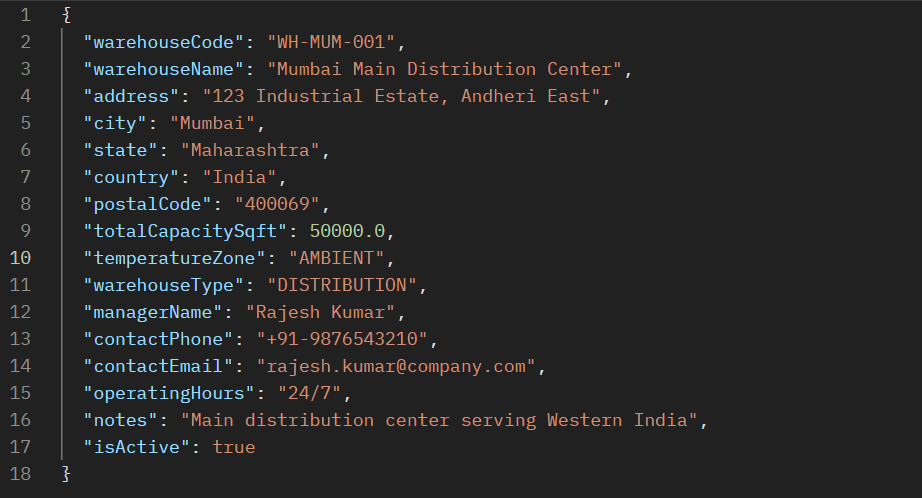 1 {
2 "warehouseCode": "WH-MUM-001",
3 "warehouseName": "Mumbai Main Distribution Center",
4 "address": "123 Industrial Estate, Andheri East",
5 "city": "Mumbai",
6 "state": "Maharashtra",
7 "country": "India",
8 "postalCode": "400069",
9 "totalCapacitySqft": 50000.0,
10 "temperatureZone": "AMBIENT",
11 "warehouseType": "DISTRIBUTION",
12 "managerName": "Rajesh Kumar",
13 "contactPhone": "+91-9876543210",
14 "contactEmail": "rajesh.kumar@company.com",
15 "operatingHours": "24/7",
16 "notes": "Main distribution center serving Western India",
17 "isActive": true
18 }